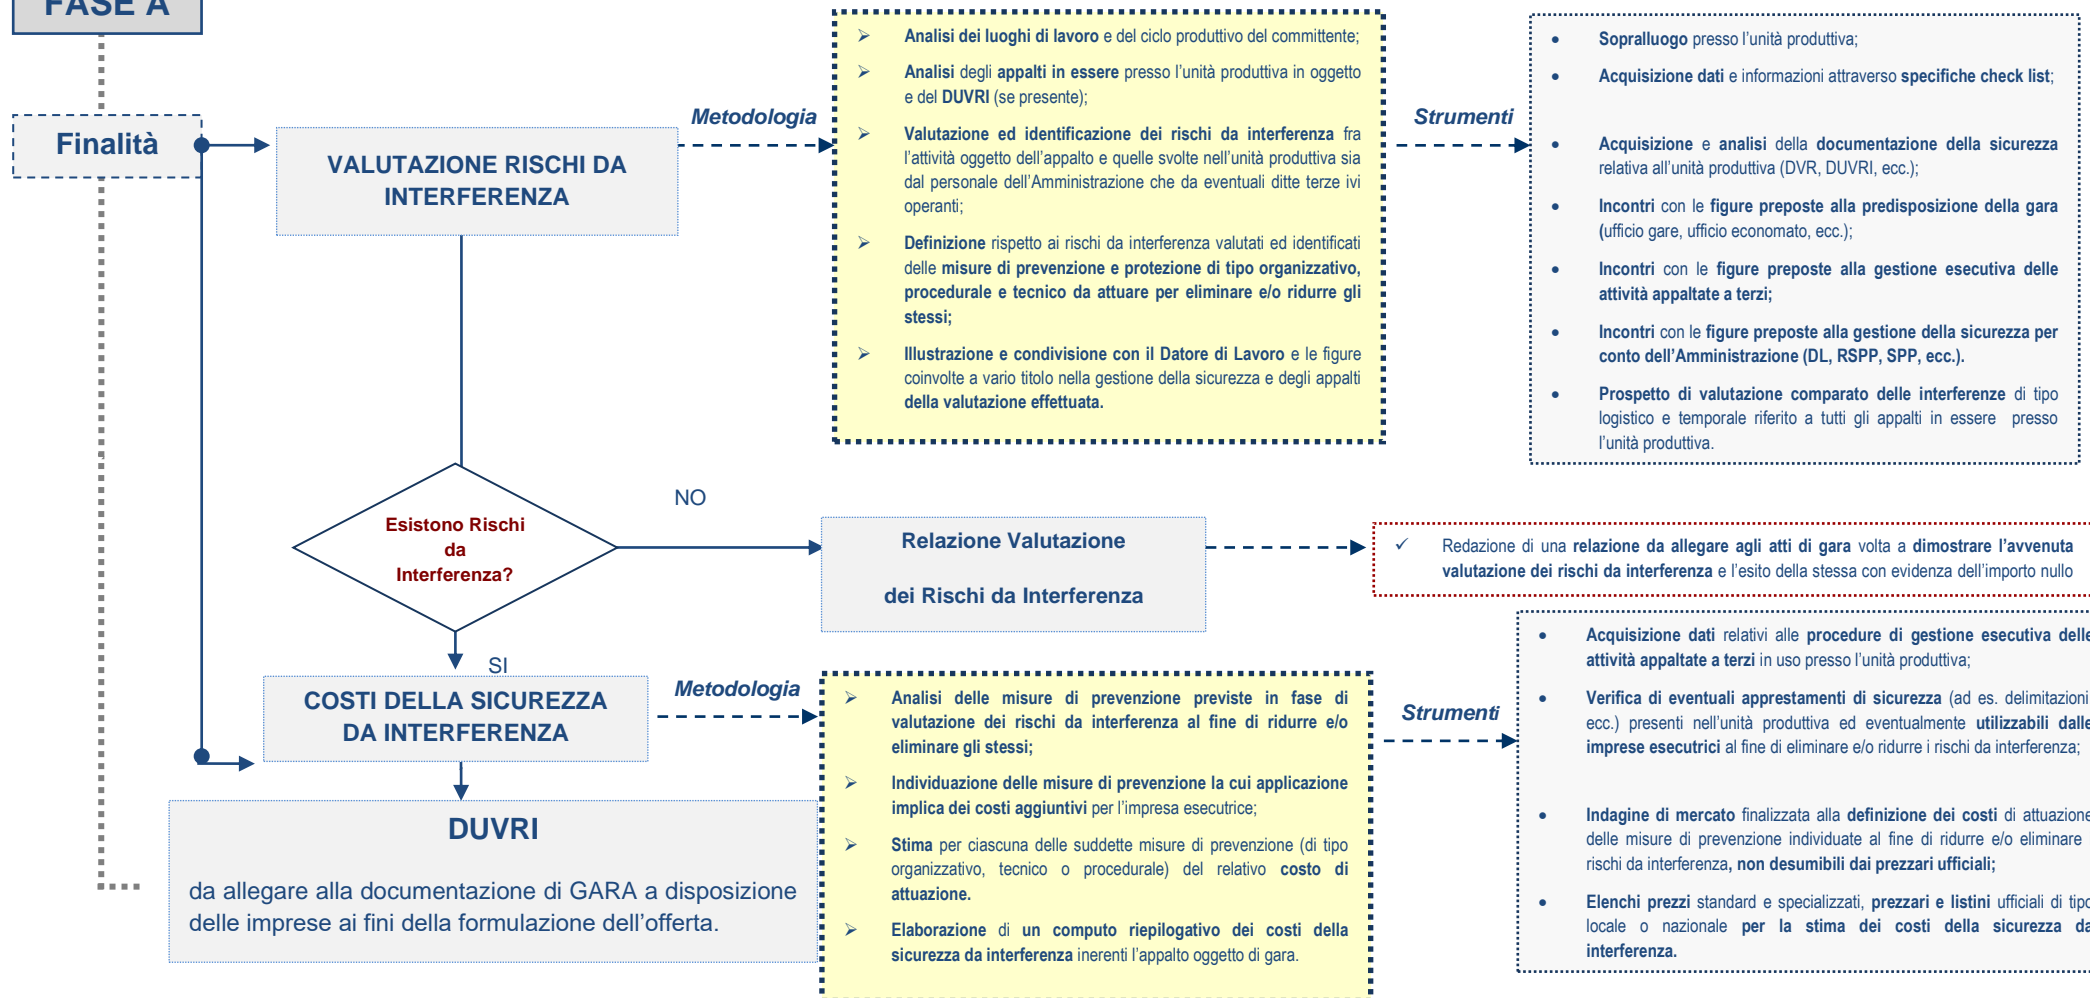 FASE A
Finalità
VALUTAZIONE RISCHI DA
INTERFERENZA
Metodologia
➢ Analisi dei luoghi di lavoro e del ciclo produttivo del committente;
➢ Analisi degli appalti in essere presso l'unità produttiva in oggetto
e del DUVRI (se presente);
➢ Valutazione ed identificazione dei rischi da interferenza fra
l'attività oggetto dell'appalto e quelle svolte nell'unità produttiva sia
dal personale dell'Amministrazione che da eventuali ditte terze ivi
operanti;
➢ Definizione rispetto ai rischi da interferenza valutati ed identificati
delle misure di prevenzione e protezione di tipo organizzativo,
procedurale e tecnico da attuare per eliminare e/o ridurre gli
stessi;
➢ Illustrazione e condivisione con il Datore di Lavoro e le figure
coinvolte a vario titolo nella gestione della sicurezza e degli appalti
della valutazione effettuata.
Strumenti
• Sopralluogo presso l'unità produttiva;
• Acquisizione dati e informazioni attraverso specifiche check list;
• Acquisizione e analisi della documentazione della sicurezza
relativa all'unità produttiva (DVR, DUVRI, ecc.);
• Incontri con le figure preposte alla predisposizione della gara
(ufficio gare, ufficio economato, ecc.);
• Incontri con le figure preposte alla gestione esecutiva delle
attività appaltate a terzi;
• Incontri con le figure preposte alla gestione della sicurezza per
conto dell'Amministrazione (DL, RSPP, SPP, ecc.).
• Prospetto di valutazione comparato delle interferenze di tipo
logistico e temporale riferito a tutti gli appalti in essere presso
l'unità produttiva.
Esistono Rischi
da
Interferenza?
NO
Relazione Valutazione
dei Rischi da Interferenza
✓ Redazione di una relazione da allegare agli atti di gara volta a dimostrare l'avvenuta
valutazione dei rischi da interferenza e l'esito della stessa con evidenza dell'importo nullo
SI
COSTI DELLA SICUREZZA
DA INTERFERENZA
Metodologia
➢ Analisi delle misure di prevenzione previste in fase di
valutazione dei rischi da interferenza al fine di ridurre e/o
eliminare gli stessi;
➢ Individuazione delle misure di prevenzione la cui applicazione
implica dei costi aggiuntivi per l'impresa esecutrice;
➢ Stima per ciascuna delle suddette misure di prevenzione (di tipo
organizzativo, tecnico o procedurale) del relativo costo di
attuazione.
➢ Elaborazione di un computo riepilogativo dei costi della
sicurezza da interferenza inerenti l'appalto oggetto di gara.
Strumenti
• Acquisizione dati relativi alle procedure di gestione esecutiva delle
attività appaltate a terzi in uso presso l'unità produttiva;
• Verifica di eventuali apprestamenti di sicurezza (ad es. delimitazioni
ecc.) presenti nell'unità produttiva ed eventualmente utilizzabili dalle
imprese esecutrici al fine di eliminare e/o ridurre i rischi da interferenza;
• Indagine di mercato finalizzata alla definizione dei costi di attuazione
delle misure di prevenzione individuate al fine di ridurre e/o eliminare
rischi da interferenza, non desumibili dai prezzari ufficiali;
• Elenchi prezzi standard e specializzati, prezzari e listini ufficiali di tipo
locale o nazionale per la stima dei costi della sicurezza da
interferenza.
DUVRI
da allegare alla documentazione di GARA a disposizione
delle imprese ai fini della formulazione dell'offerta.